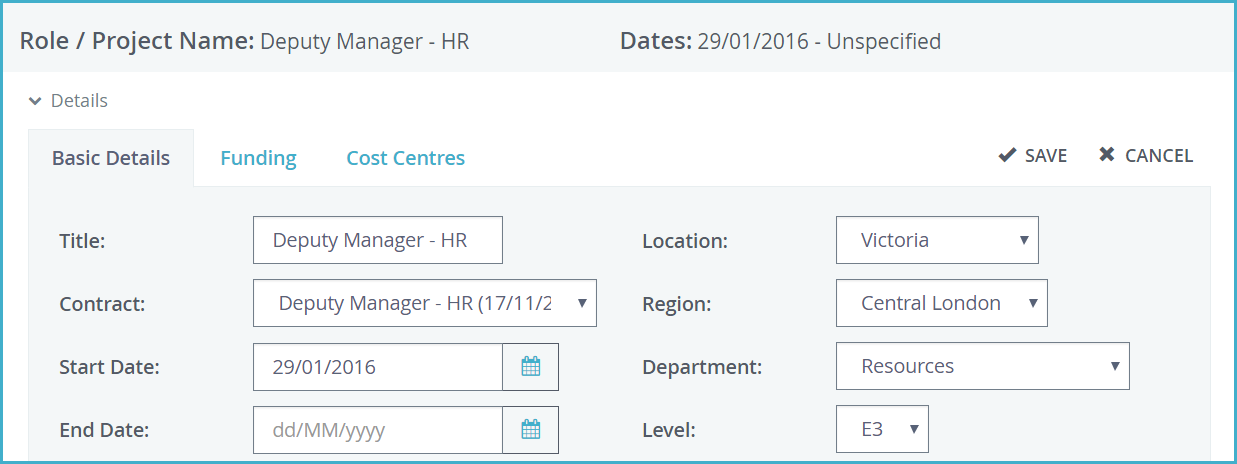 Role / Project Name: Deputy Manager - HR Dates: 29/01/2016 - Unspecified
Details
Basic Details Funding Cost Centres SAVE CANCEL
Title: Deputy Manager - HR Location: Victoria
Contract: Deputy Manager - HR (17/11/2 Region: Central London
Start Date: 29/01/2016 Department: Resources
End Date: dd/MM/yyyy Level: E3